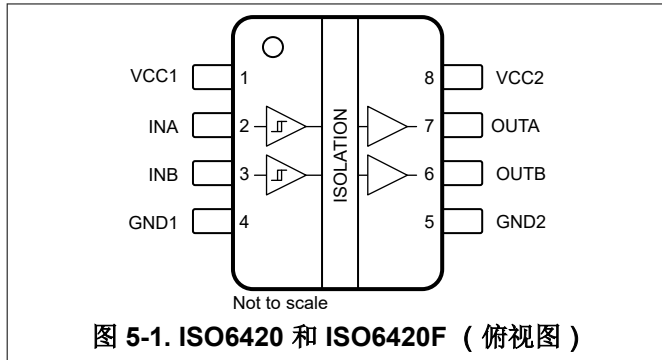 VCC1 1 8 VCC2
INA 2 7 OUTA
INB 3 6 OUTB
GND1 4 5 GND2
ISOLATION
Not to scale
图 5-1. ISO6420 和 ISO6420F （俯视图）